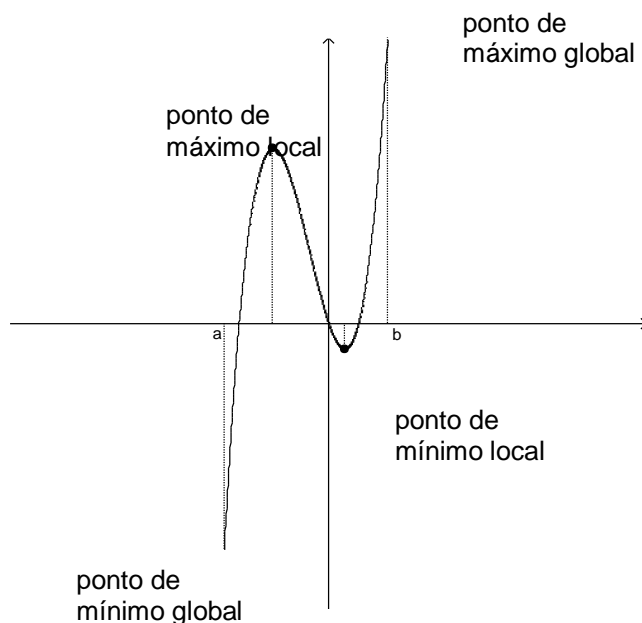 ponto de
máximo global
ponto de
máximo local
a
b
ponto de
mínimo local
ponto de
mínimo global